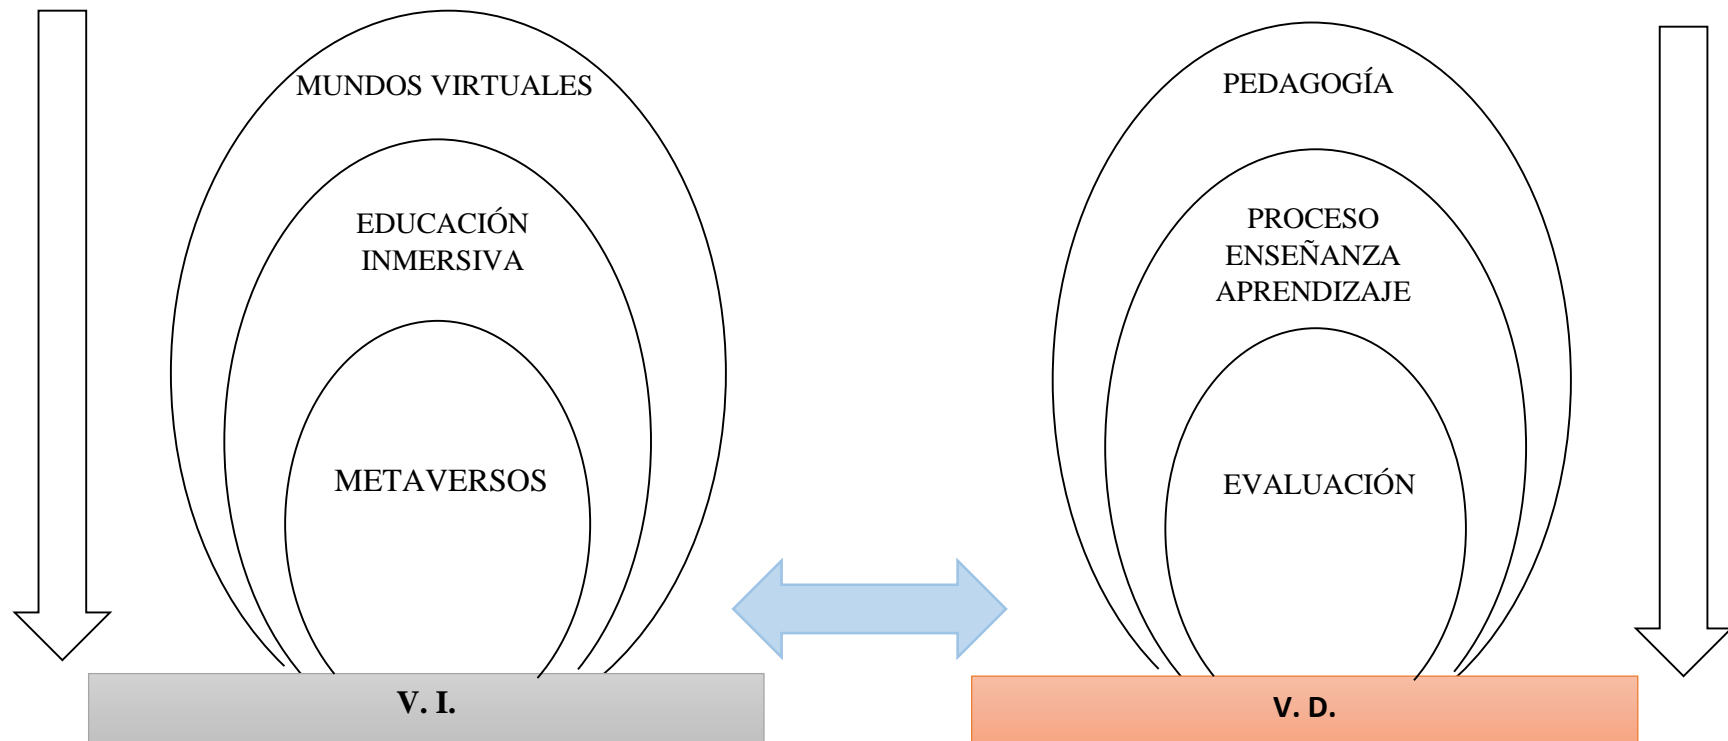 MUNDOS VIRTUALES
EDUCACIÓN
INMERSIVA
METAVERSOS
V. I.
PEDAGOGÍA
PROCESO
ENSEÑANZA
APRENDIZAJE
EVALUACIÓN
V. D.